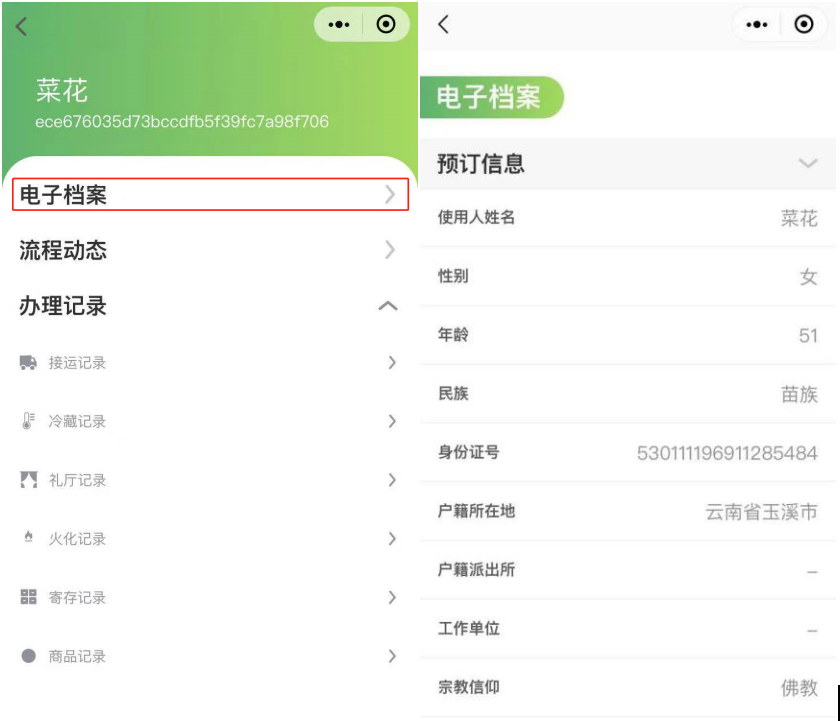 菜花
ece676035d73bccdfb5f39fc7a98f706
电子档案
流程动态
办理记录
接运记录
冷藏记录
礼厅记录
火化记录
寄存记录
商品记录
电子档案
预订信息
使用人姓名 菜花
性别 女
年龄 51
民族 苗族
身份证号 530111196911285484
户籍所在地 云南省玉溪市
户籍派出所 –
工作单位 –
宗教信仰 佛教